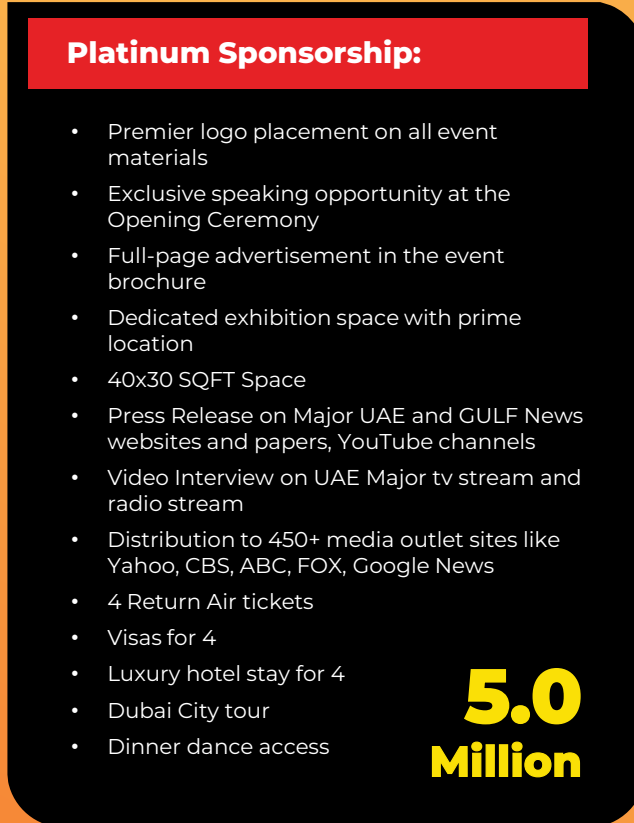 Platinum Sponsorship:
• Premier logo placement on all event
materials
• Exclusive speaking opportunity at the
Opening Ceremony
• Full-page advertisement in the event
brochure
• Dedicated exhibition space with prime
location
• 40x30 SQFT Space
• Press Release on Major UAE and GULF News
websites and papers, YouTube channels
• Video Interview on UAE Major tv stream and
radio stream
• Distribution to 450+ media outlet sites like
Yahoo, CBS, ABC, FOX, Google News
• 4 Return Air tickets
• Visas for 4
• Luxury hotel stay for 4
• Dubai City tour
• Dinner dance access
5.0
Million